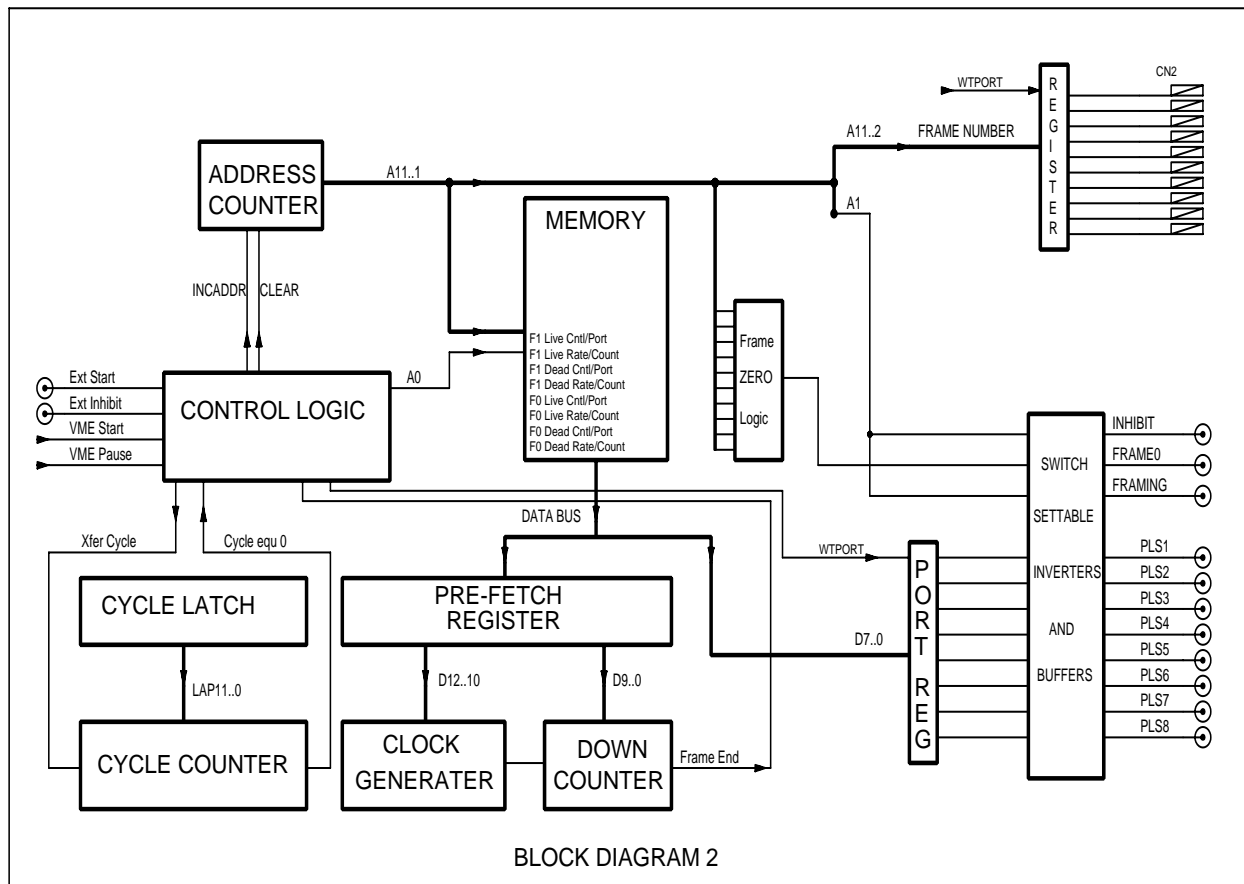 CN2
WTPORT
REGISTER
A11..2
FRAME NUMBER
ADDRESS
COUNTER
A11..1
A1
MEMORY
INCADDR
CLEAR
F1 Live Cntl/Port
F1 Live Rate/Count
F1 Dead Cntl/Port
F1 Dead Rate/Count
F0 Live Cntl/Port
F0 Live Rate/Count
F0 Dead Cntl/Port
F0 Dead Rate/Count
Frame
ZERO
Logic
Ext Start
Ext Inhibit
VME Start
VME Pause
CONTROL LOGIC
A0
SWITCH
SETTABLE
INVERTERS
AND
BUFFERS
INHIBIT
FRAME0
FRAMING
PLS1
PLS2
PLS3
PLS4
PLS5
PLS6
PLS7
PLS8
DATA BUS
WTPORT
PORT REG
D7..0
Xfer Cycle
Cycle equ 0
CYCLE LATCH
LAP11..0
CYCLE COUNTER
PRE-FETCH
REGISTER
D12..10
D9..0
CLOCK
GENERATER
DOWN
COUNTER
Frame End
BLOCK DIAGRAM 2